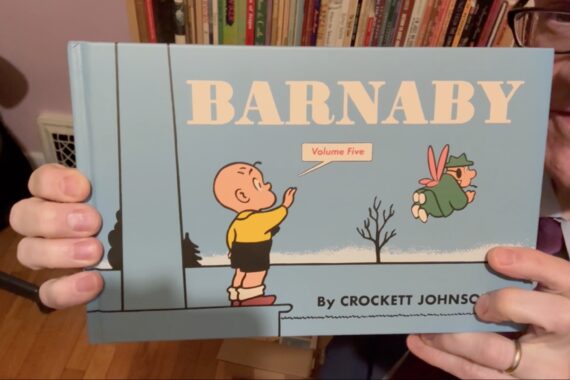 BARNABY
Volume Five
By CROCKETT JOHNSO